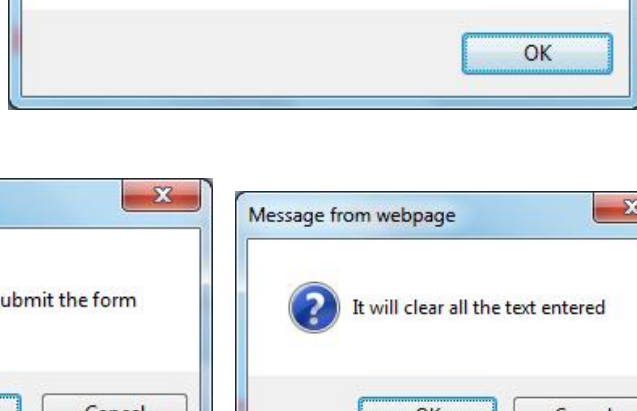 OK
Message from webpage
ubmit the form
It will clear all the text entered
Cancel
OK
Cancel